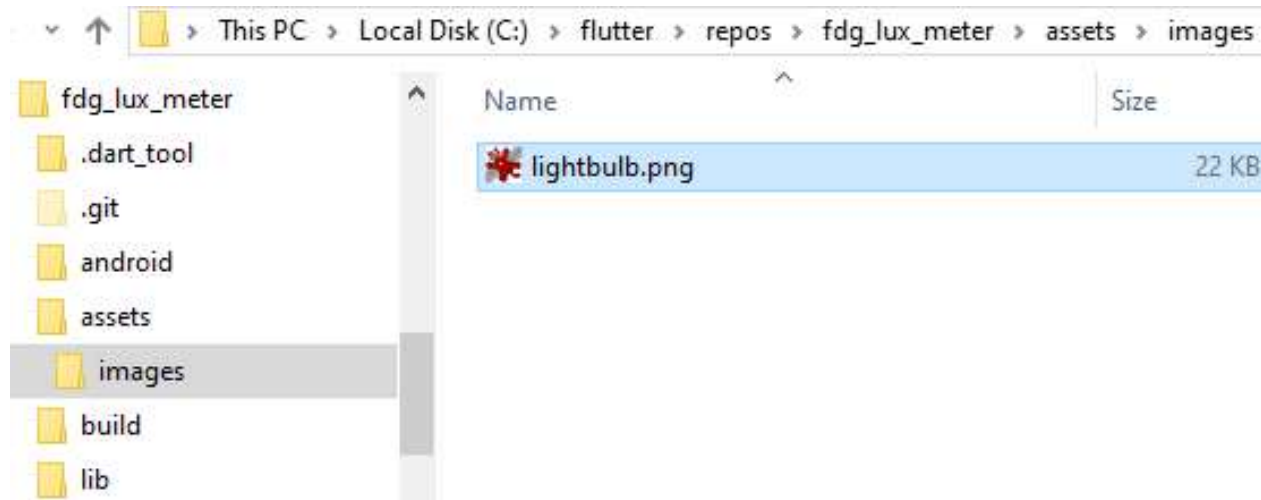 This PC > Local Disk (C:) > flutter > repos > fdg_lux_meter > assets > images
fdg_lux_meter
.dart_tool
.git
android
assets
images
build
lib
Name Size
lightbulb.png 22 KB